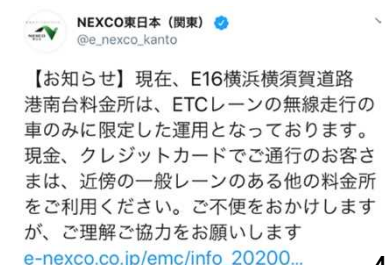 NEXCO東日本（関東）
@e_nexco_kanto
【お知らせ】現在、E16横浜横須賀道路
港南台料金所は、ETCレーンの無線走行の
車のみに限定した運用となっております。
現金、クレジットカードでご通行のお客さ
まは、近傍の一般レーンのある他の料金所
をご利用ください。ご不便をおかけします
が、ご理解ご協力をお願いします
e-nexco.co.jp/emc/info_20200...
4